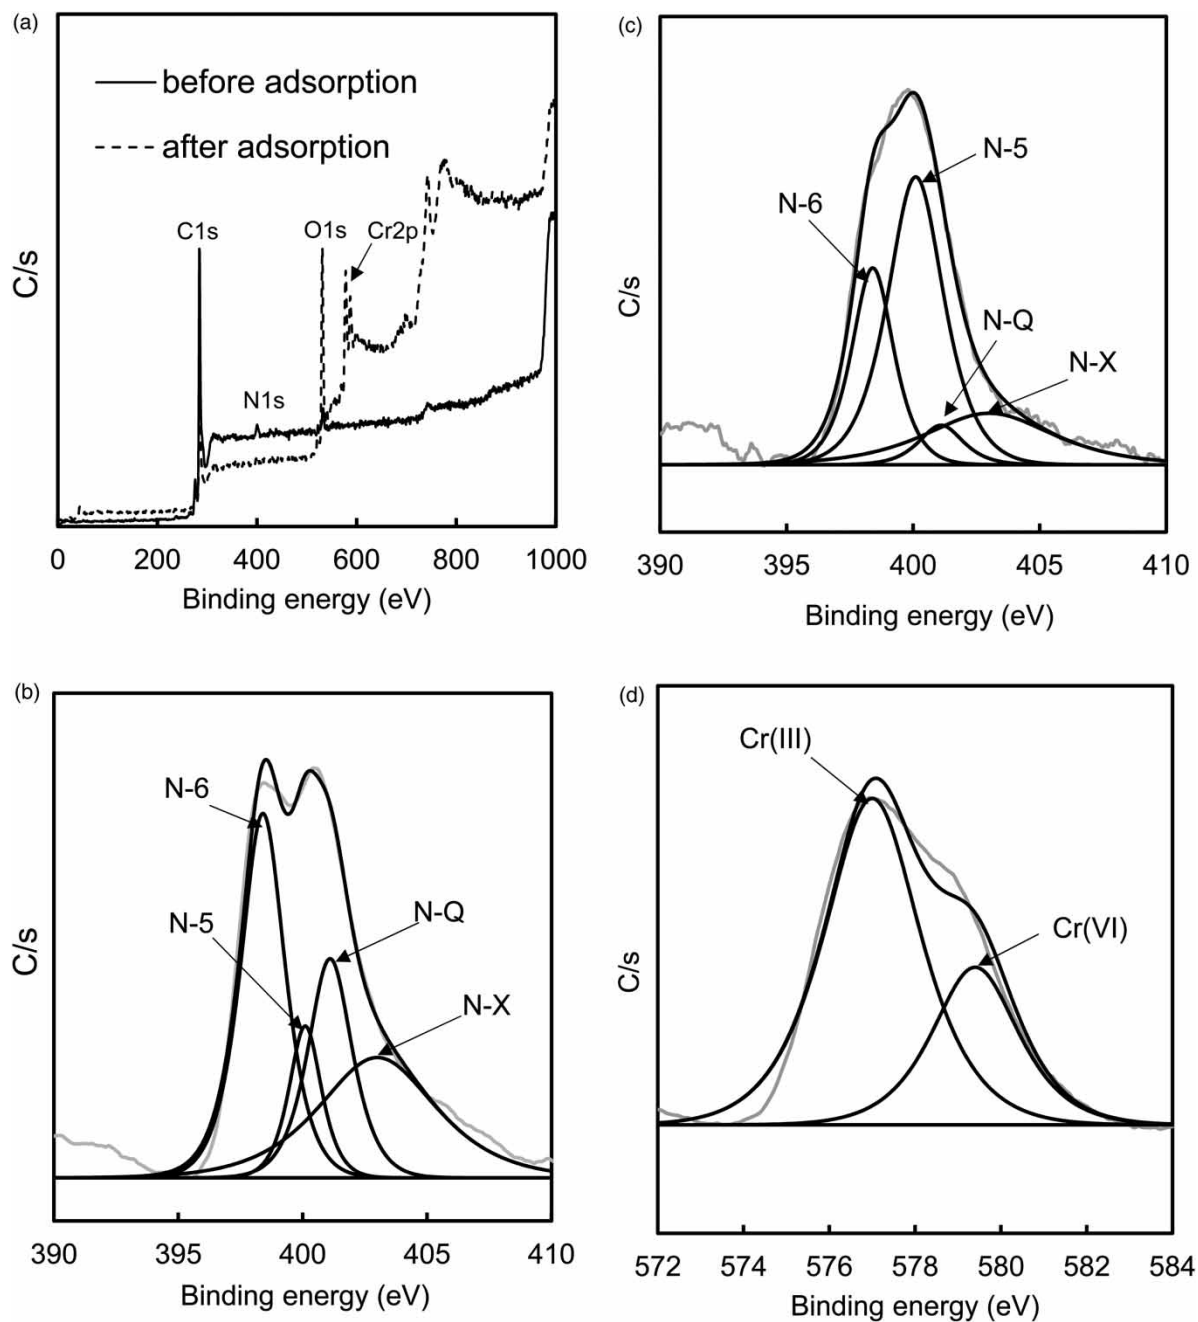 (a)
before adsorption
after adsorption
C1s
O1s
Cr2p
N1s
C/s
0 200 400 600 800 1000
Binding energy (eV)
(c)
N-5
N-6
N-Q
N-X
C/s
390 395 400 405 410
Binding energy (eV)
(b)
N-6
N-5
N-Q
N-X
C/s
390 395 400 405 410
Binding energy (eV)
(d)
Cr(III)
Cr(VI)
C/s
572 574 576 578 580 582 584
Binding energy (eV)